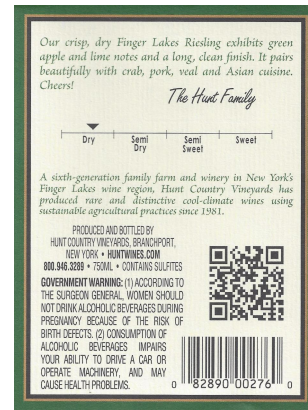 Our crisp, dry Finger Lakes Riesling exhibits green
apple and lime notes and a long, clean finish. It pairs
beautifully with crab, pork, veal and Asian cuisine.
Cheers!
The Hunt Family
Dry
Semi
Dry
Semi
Sweet
Sweet
A sixth-generation family farm and winery in New York's
Finger Lakes wine region, Hunt Country Vineyards has
produced rare and distinctive cool-climate wines using
sustainable agricultural practices since 1981.
PRODUCED AND BOTTLED BY
HUNT COUNTRY VINEYARDS, BRANCHPORT,
NEW YORK • HUNTWINES.COM
800.946.3289 • 750ML • CONTAINS SULFITES
GOVERNMENT WARNING: (1) ACCORDING TO
THE SURGEON GENERAL, WOMEN SHOULD
NOT DRINK ALCOHOLIC BEVERAGES DURING
PREGNANCY BECAUSE OF THE RISK OF
BIRTH DEFECTS. (2) CONSUMPTION OF
ALCOHOLIC BEVERAGES IMPAIRS
YOUR ABILITY TO DRIVE A CAR OR
OPERATE MACHINERY, AND MAY
CAUSE HEALTH PROBLEMS.
0 82890 00276 0